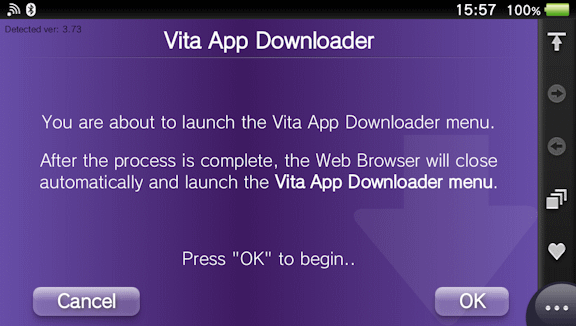 15:57 100%
Detected ver: 3.73
Vita App Downloader
You are about to launch the Vita App Downloader menu.
After the process is complete, the Web Browser will close
automatically and launch the Vita App Downloader menu.
Press "OK" to begin..
Cancel
OK